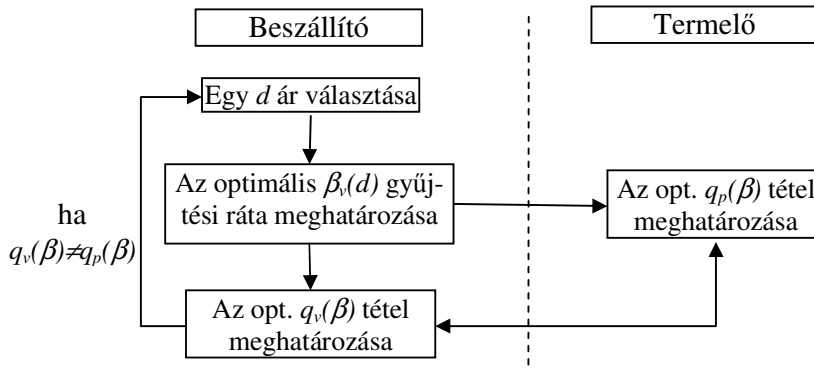 Beszállító
Termelő
Egy d ár választása
Az optimális βᵥ(d) gyűj-
tési ráta meghatározása
Az opt. qₚ(β) tétel
meghatározása
ha
qᵥ(β)≠qₚ(β)
Az opt. qᵥ(β) tétel
meghatározása